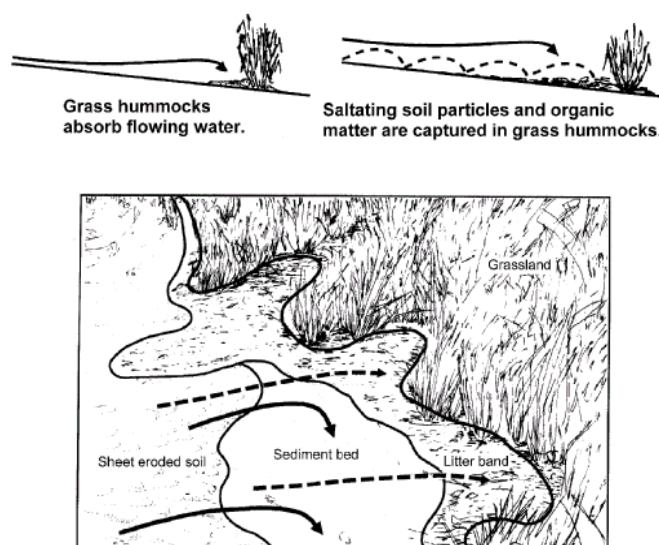 Grass hummocks
absorb flowing water.
Saltating soil particles and organic
matter are captured in grass hummocks.
Grassland
Sheet eroded soil
Sediment bed
Litter band